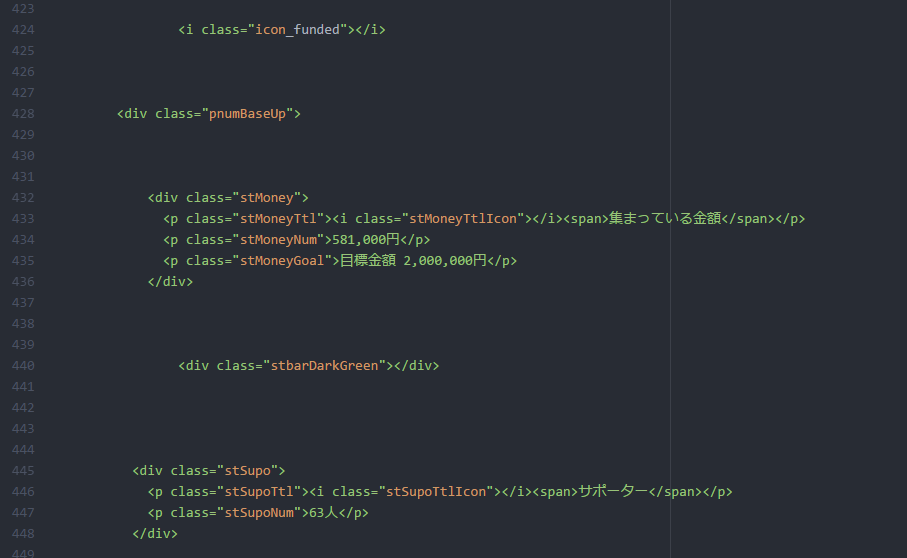 423
424 <i class="icon_funded"></i>
425
426
427
428 <div class="pnumBaseUp">
429
430
431
432 <div class="stMoney">
433 <p class="stMoneyTtl"><i class="stMoneyTtlIcon"></i><span>集まっている金額</span></p>
434 <p class="stMoneyNum">581,000円</p>
435 <p class="stMoneyGoal">目標金額 2,000,000円</p>
436 </div>
437
438
439
440 <div class="stbarDarkGreen"></div>
441
442
443
444
445 <div class="stSupo">
446 <p class="stSupoTtl"><i class="stSupoTtlIcon"></i><span>サポーター</span></p>
447 <p class="stSupoNum">63人</p>
448 </div>
449